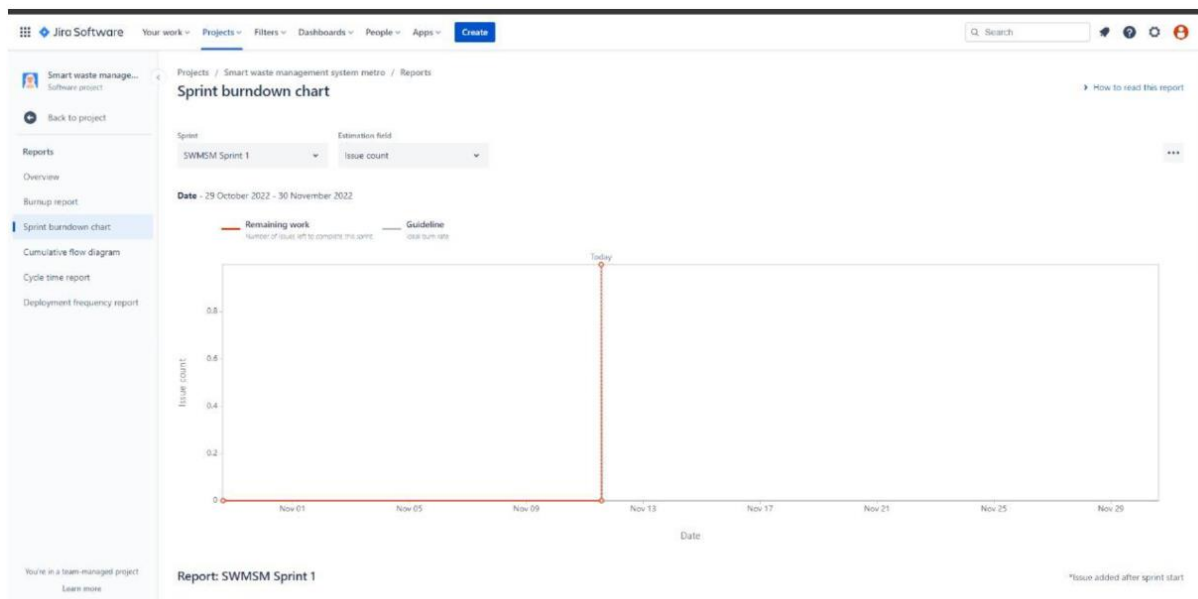 Jira Software Your work Projects Filters Dashboards People Apps Create Search
Smart waste manage...
Software project
Back to project
Reports
Overview
Burnup report
Sprint burndown chart
Cumulative flow diagram
Cycle time report
Deployment frequency report
You're in a team-managed project
Learn more
Projects / Smart waste management system metro / Reports
Sprint burndown chart
How to read this report
Sprint Estimation field
SWMSM Sprint 1 Issue count
Date - 29 October 2022 - 30 November 2022
Remaining work Guideline
Number of issues left to complete this sprint Ideal burn rate
Today
0.8
0.6
0.4
0.2
0
Issue count
Nov 01 Nov 05 Nov 09 Nov 13 Nov 17 Nov 21 Nov 25 Nov 29
Date
Report: SWMSM Sprint 1
*Issue added after sprint start